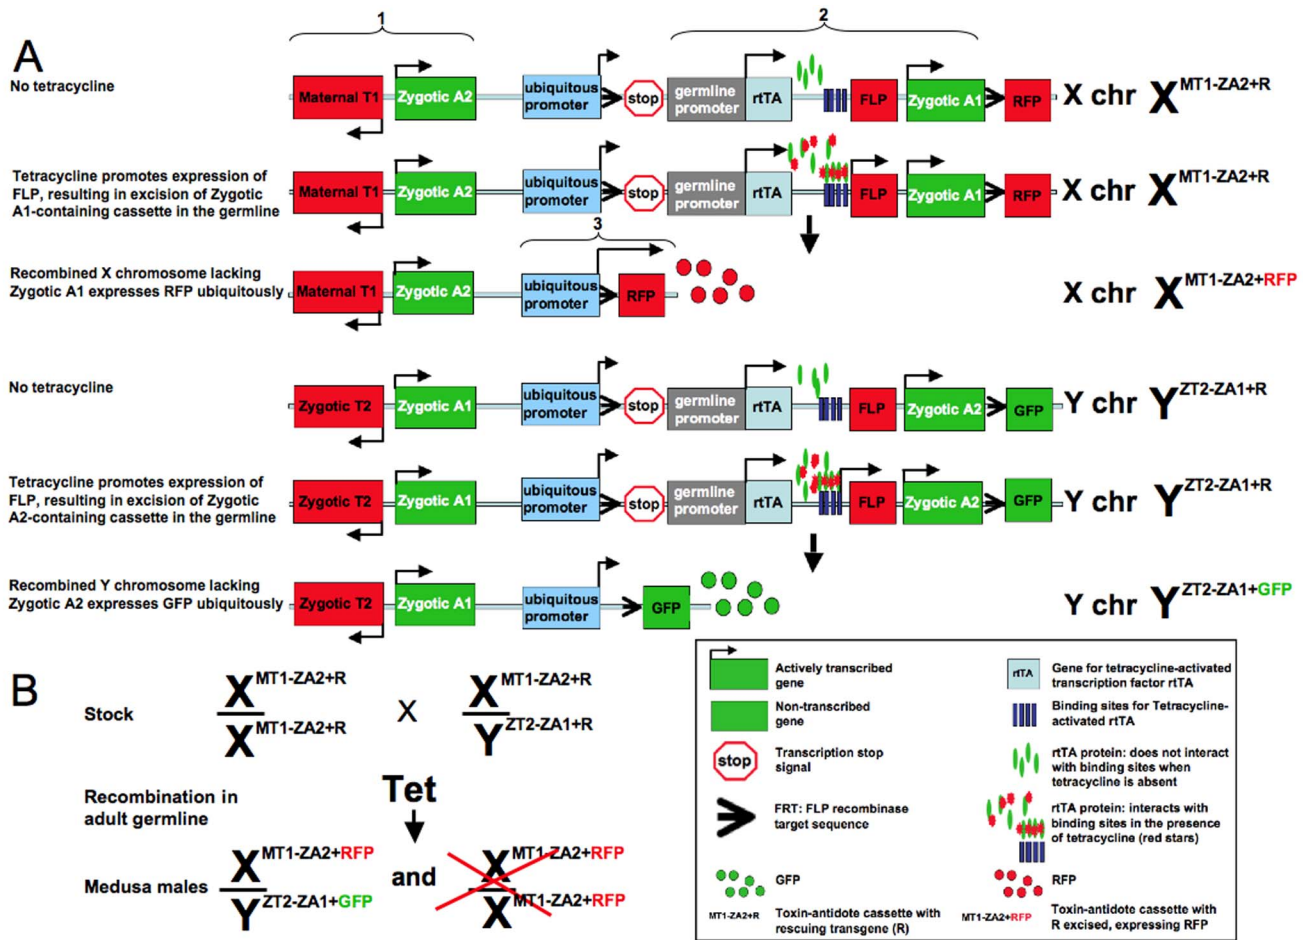 A
1
2
No tetracycline
Maternal T1
Zygotic A2
ubiquitous
promoter
stop
germline
promoter
rtTA
FLP
Zygotic A1
RFP
X chr XMT1-ZA2+R
Tetracycline promotes expression of
FLP, resulting in excision of Zygotic
A1-containing cassette in the germline
Maternal T1
Zygotic A2
ubiquitous
promoter
stop
germline
promoter
rtTA
FLP
Zygotic A1
RFP
X chr XMT1-ZA2+R
3
Recombined X chromosome lacking
Zygotic A1 expresses RFP ubiquitously
Maternal T1
Zygotic A2
ubiquitous
promoter
RFP
X chr XMT1-ZA2+RFP
No tetracycline
Zygotic T2
Zygotic A1
ubiquitous
promoter
stop
germline
promoter
rtTA
FLP
Zygotic A2
GFP
Y chr YZT2-ZA1+R
Tetracycline promotes expression of
FLP, resulting in excision of Zygotic
A2-containing cassette in the germline
Zygotic T2
Zygotic A1
ubiquitous
promoter
stop
germline
promoter
rtTA
FLP
Zygotic A2
GFP
Y chr YZT2-ZA1+R
Recombined Y chromosome lacking
Zygotic A2 expresses GFP ubiquitously
Zygotic T2
Zygotic A1
ubiquitous
promoter
GFP
Y chr YZT2-ZA1+GFP
B
Stock
XMT1-ZA2+R
XMT1-ZA2+R
X
XMT1-ZA2+R
YZT2-ZA1+R
Recombination in
adult germline
Tet
Medusa males
XMT1-ZA2+RFP
YZT2-ZA1+GFP
and
XMT1-ZA2+RFP
XMT1-ZA2+RFP
Actively transcribed
gene
Non-transcribed
gene
stop
Transcription stop
signal
FRT: FLP recombinase
target sequence
GFP
MT1-ZA2+R
Toxin-antidote cassette with
rescuing transgene (R)
rtTA
Gene for tetracycline-activated
transcription factor rtTA
Binding sites for Tetracycline-
activated rtTA
rtTA protein: does not interact
with binding sites when
tetracycline is absent
rtTA protein: interacts with
binding sites in the presence
of tetracycline (red stars)
RFP
MT1-ZA2+RFP
Toxin-antidote cassette with
R excised, expressing RFP